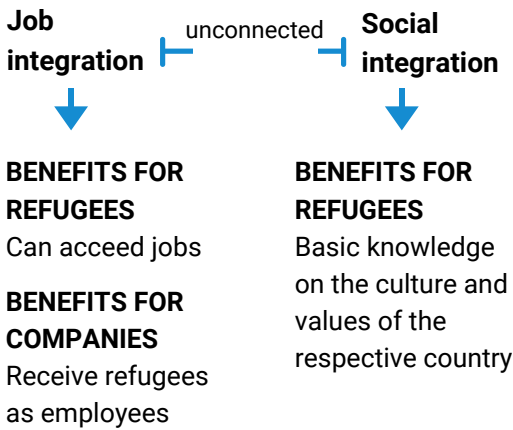 Job
integration
unconnected
Social
integration
BENEFITS FOR
REFUGEES
Can acceed jobs
BENEFITS FOR
COMPANIES
Receive refugees
as employees
BENEFITS FOR
REFUGEES
Basic knowledge
on the culture and
values of the
respective country